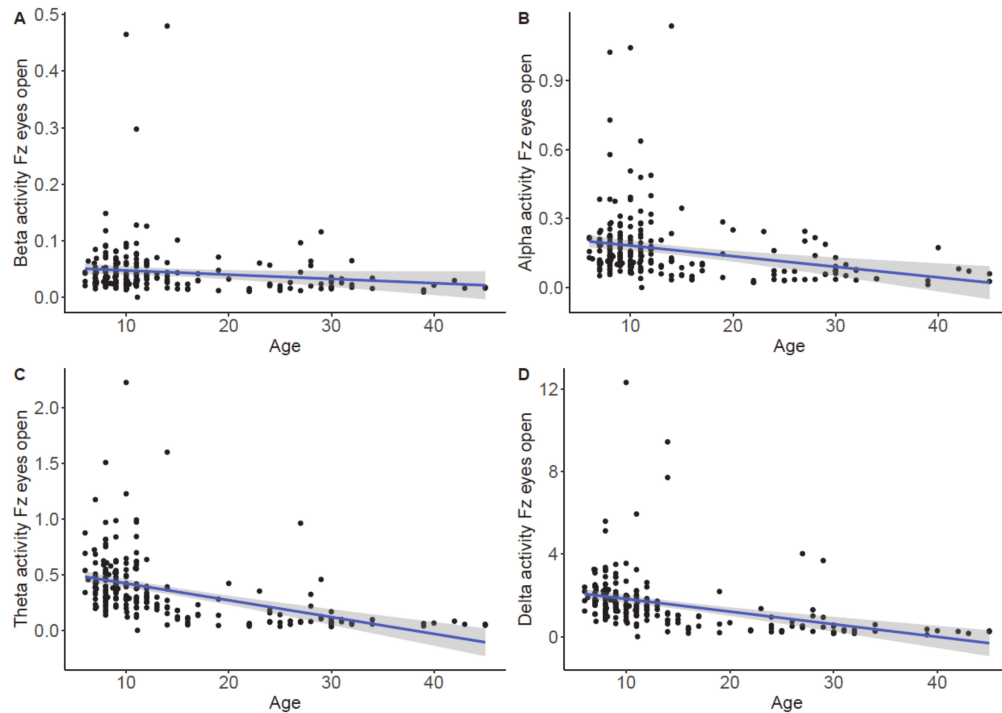 A
Beta activity Fz eyes open
0.5
0.4
0.3
0.2
0.1
0.0
10 20 30 40
Age
B
Alpha activity Fz eyes open
0.9
0.6
0.3
0.0
10 20 30 40
Age
C
Theta activity Fz eyes open
2.0
1.5
1.0
0.5
0.0
10 20 30 40
Age
D
Delta activity Fz eyes open
12
8
4
0
10 20 30 40
Age